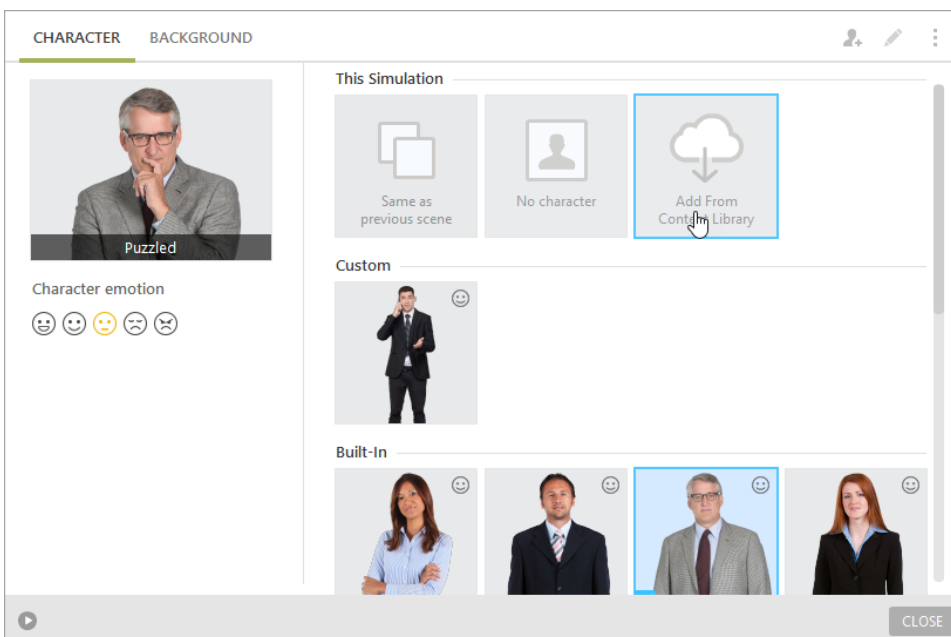 CHARACTER BACKGROUND
This Simulation
Same as
previous scene
No character
Add From
Content Library
Puzzled
Custom
Character emotion
Built-In
CLOSE